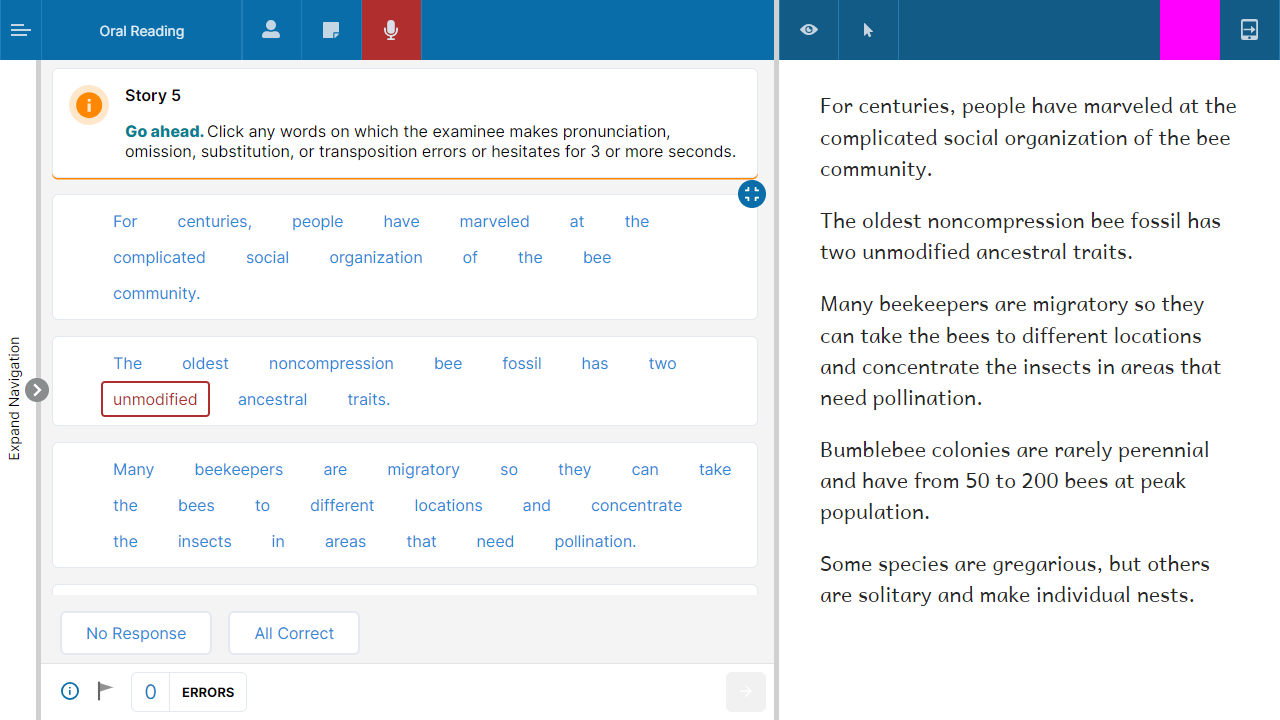 Oral Reading
Story 5
Go ahead. Click any words on which the examinee makes pronunciation,
omission, substitution, or transposition errors or hesitates for 3 or more seconds.
For centuries, people have marveled at the
complicated social organization of the bee
community.
The oldest noncompression bee fossil has two
unmodified ancestral traits.
Many beekeepers are migratory so they can take
the bees to different locations and concentrate
the insects in areas that need pollination.
No Response All Correct
0 ERRORS
Expand Navigation
For centuries, people have marveled at the
complicated social organization of the bee
community.
The oldest noncompression bee fossil has
two unmodified ancestral traits.
Many beekeepers are migratory so they
can take the bees to different locations
and concentrate the insects in areas that
need pollination.
Bumblebee colonies are rarely perennial
and have from 50 to 200 bees at peak
population.
Some species are gregarious, but others
are solitary and make individual nests.